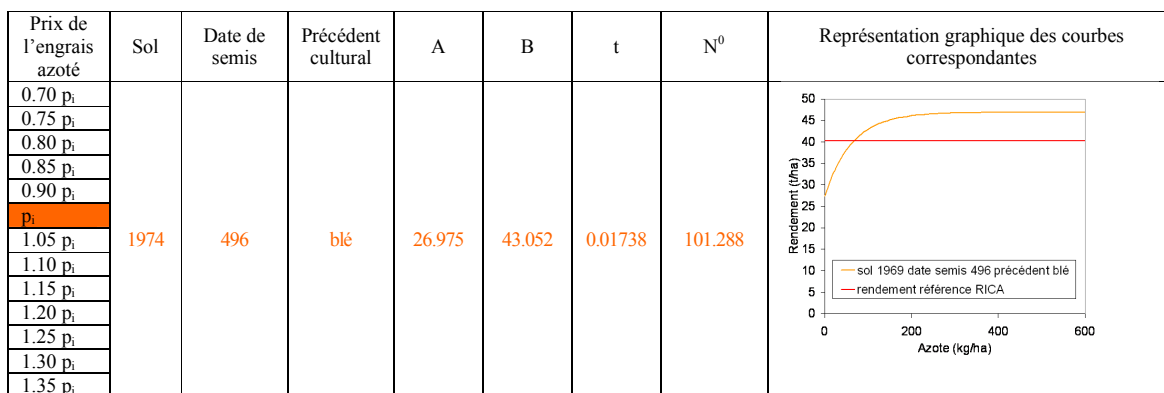 Prix de
l'engrais
azoté
Sol
Date de
semis
Précédent
cultural
A
B
t
N⁰
Représentation graphique des courbes
correspondantes
0.70 pᵢ
0.75 pᵢ
0.80 pᵢ
0.85 pᵢ
0.90 pᵢ
pᵢ
1.05 pᵢ
1.10 pᵢ
1.15 pᵢ
1.20 pᵢ
1.25 pᵢ
1.30 pᵢ
1.35 pᵢ
1974
496
blé
26.975
43.052
0.01738
101.288
50
45
40
35
30
25
20
15
10
5
0
Rendement (t/ha)
sol 1969 date semis 496 précédent blé
rendement référence RICA
0
200
400
600
Azote (kg/ha)